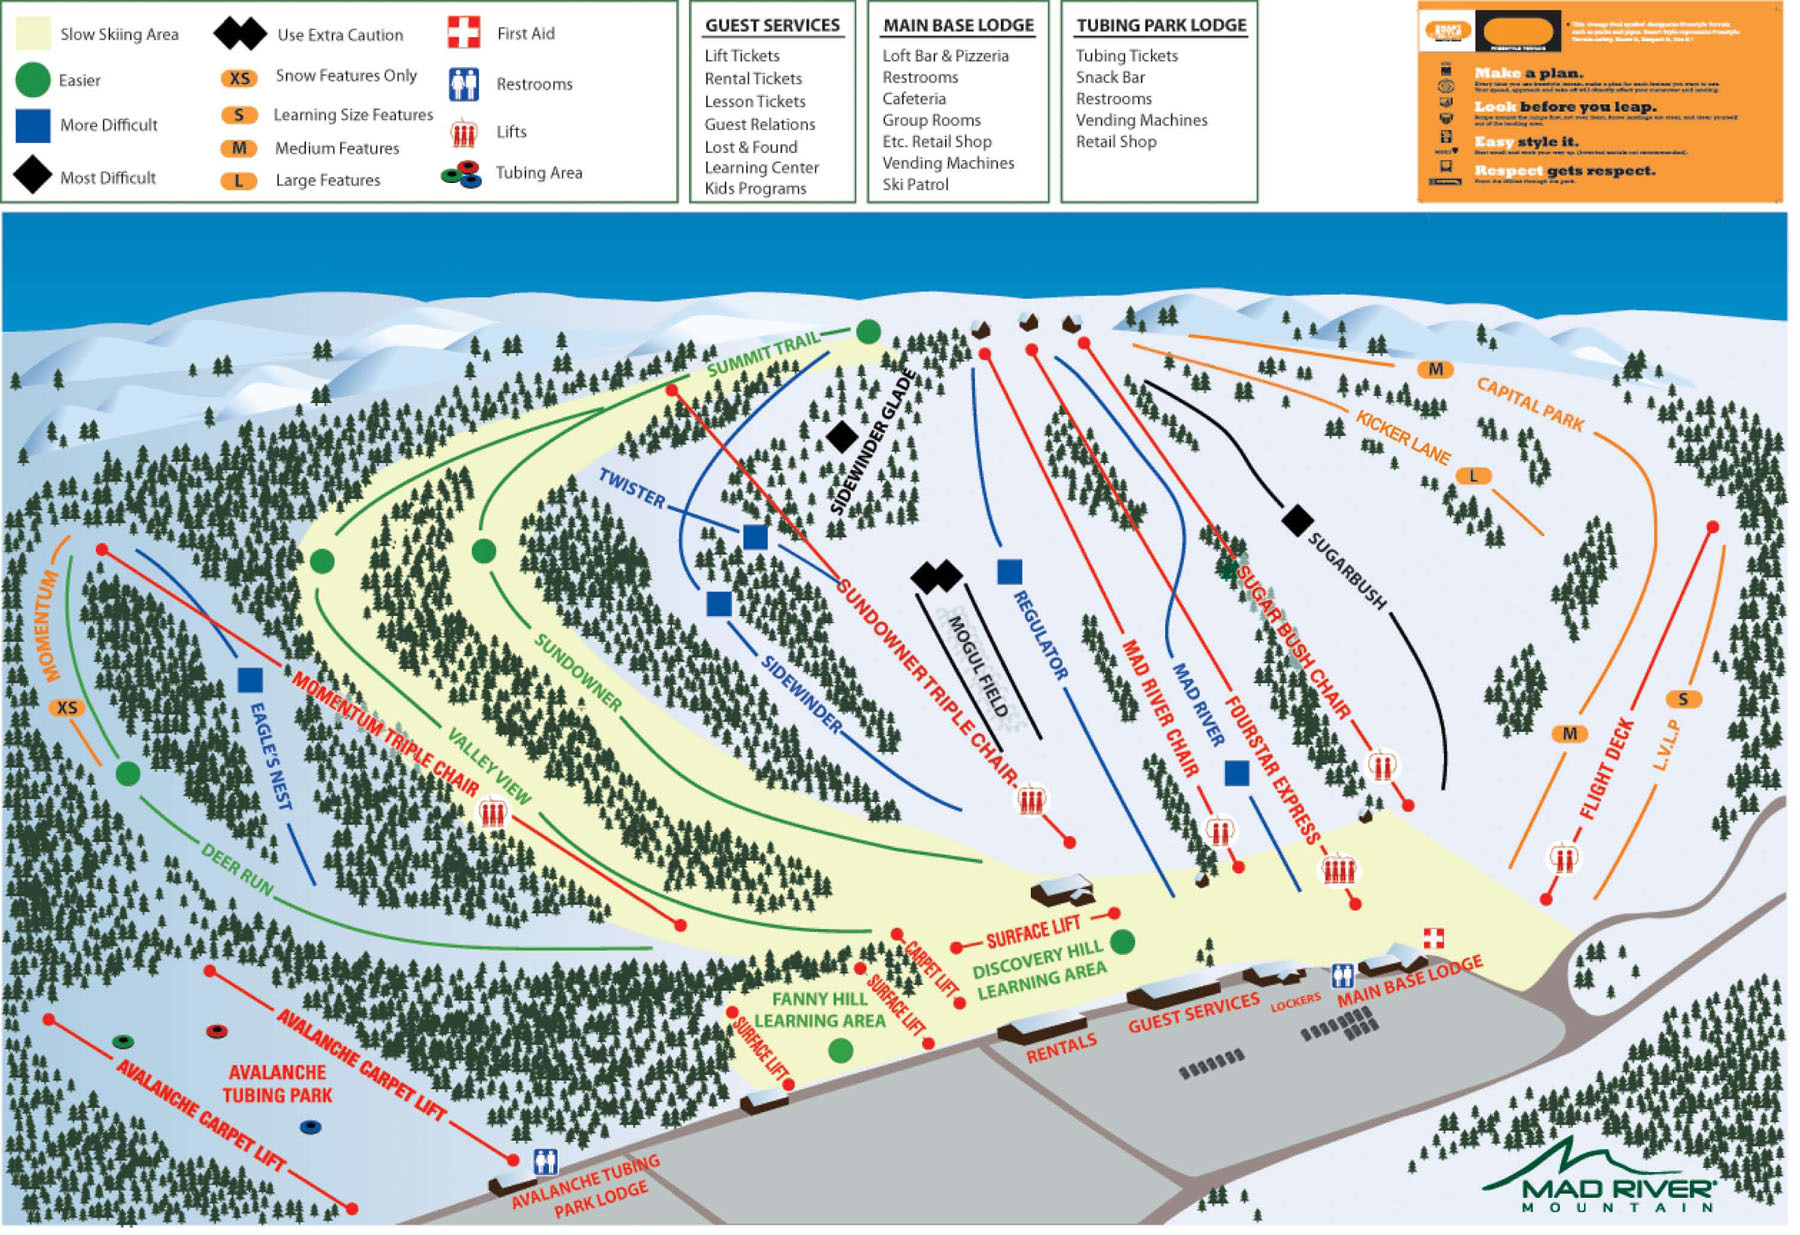 Slow Skiing Area
Easier
More Difficult
Most Difficult
Use Extra Caution
XS Snow Features Only
S Learning Size Features
M Medium Features
L Large Features
First Aid
Restrooms
Lifts
Tubing Area
GUEST SERVICES
Lift Tickets
Rental Tickets
Lesson Tickets
Guest Relations
Lost & Found
Learning Center
Kids Programs
MAIN BASE LODGE
Loft Bar & Pizzeria
Restrooms
Cafeteria
Group Rooms
Etc. Retail Shop
Vending Machines
Ski Patrol
TUBING PARK LODGE
Tubing Tickets
Snack Bar
Restrooms
Vending Machines
Retail Shop
FREESTYLE TERRAIN
Make a plan.
Look before you leap.
Easy style it.
Respect gets respect.
SUMMIT TRAIL
SIDEWINDER GLADE
TWISTER
M
CAPITAL PARK
KICKER LANE
L
SUGARBUSH
SUGAR BUSH CHAIR
MOMENTUM
XS
EAGLE'S NEST
MOMENTUM TRIPLE CHAIR
VALLEY VIEW
SUNDOWNER
SIDEWINDER
SUNDOWNER TRIPLE CHAIR
MOGUL FIELD
REGULATOR
MAD RIVER CHAIR
MAD RIVER
FOURSTAR EXPRESS
M
FLIGHT DECK
L.V.L.P
S
DEER RUN
SURFACE LIFT
CARPET LIFT
DISCOVERY HILL
LEARNING AREA
SURFACE LIFT
FANNY HILL
LEARNING AREA
SURFACE LIFT
RENTALS
GUEST SERVICES
LOCKERS
MAIN BASE LODGE
AVALANCHE CARPET LIFT
AVALANCHE
TUBING PARK
AVALANCHE CARPET LIFT
AVALANCHE TUBING
PARK LODGE
MAD RIVER
MOUNTAIN